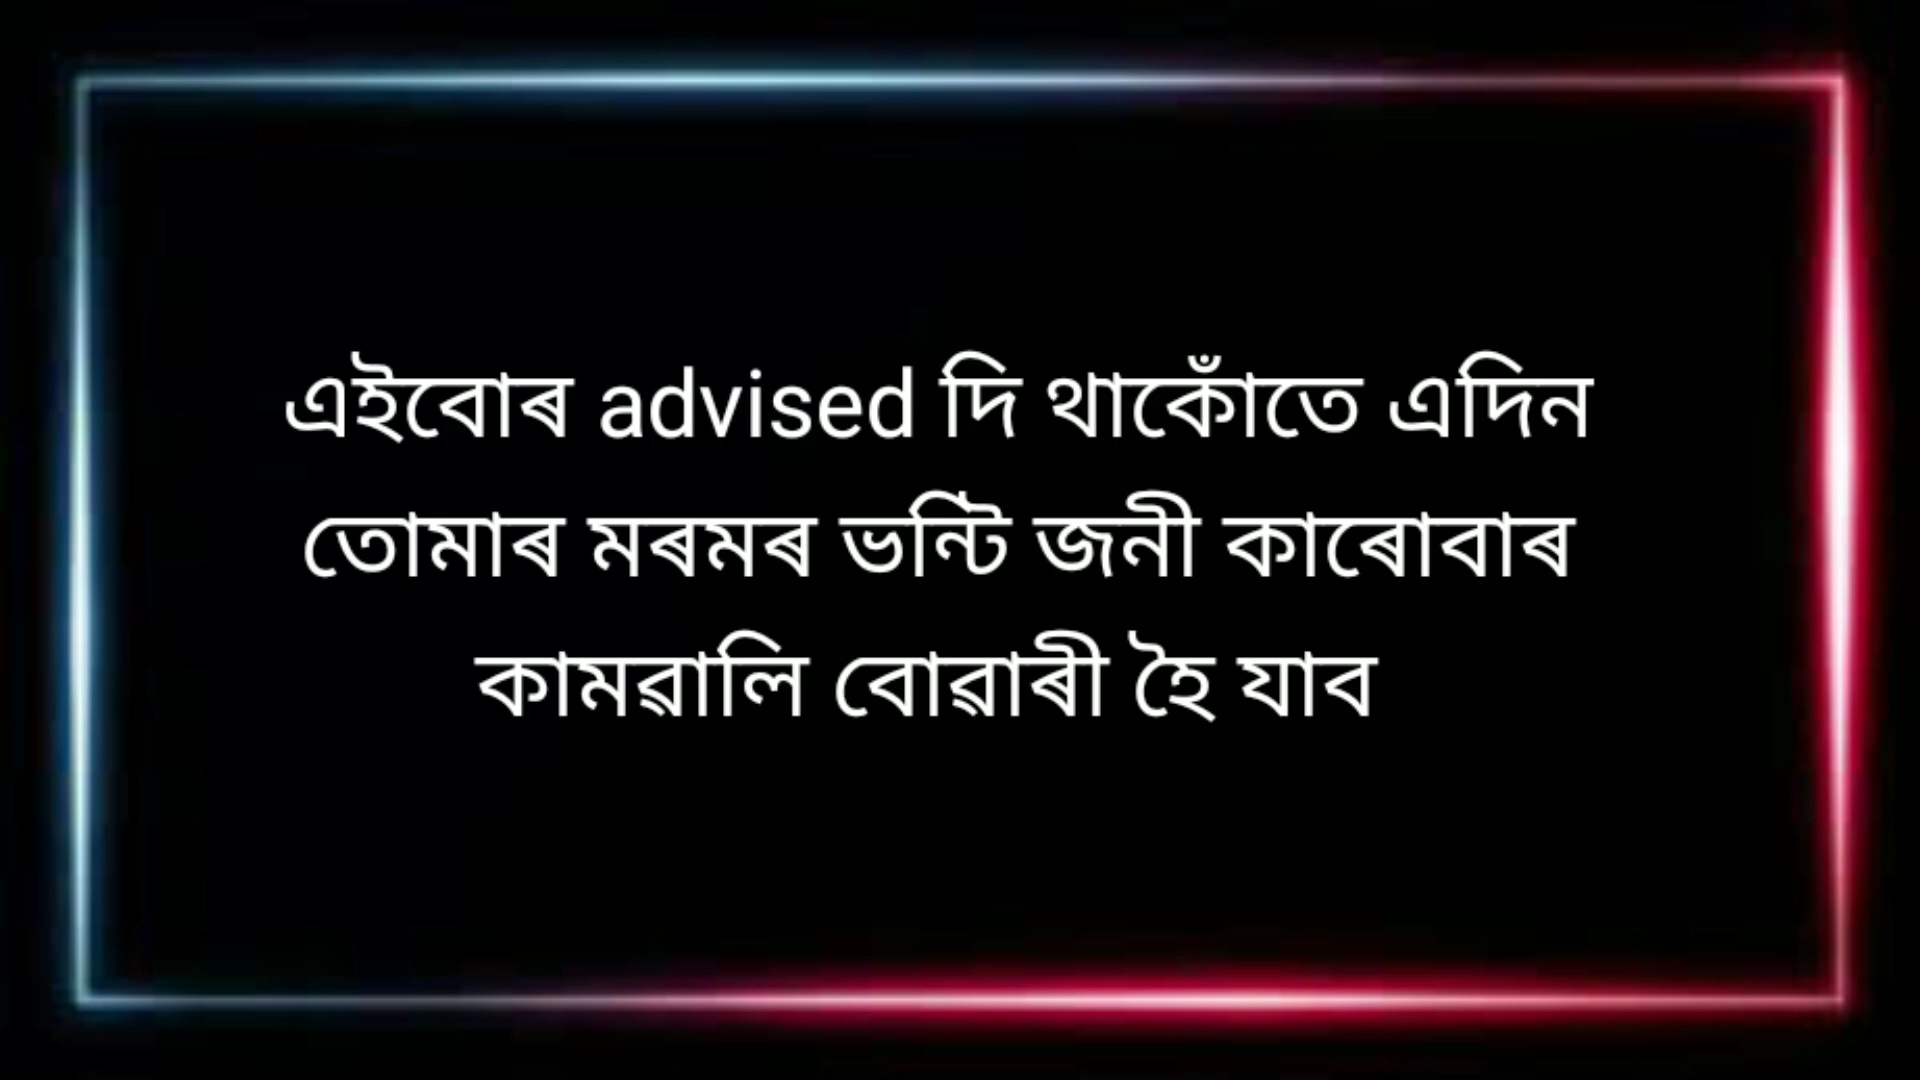 এইবোৰ advised দি থাকোঁতে এদিন
তোমাৰ মৰমৰ ভন্টি জনী কাৰোবাৰ
কামৱালি বোৱাৰী হৈ যাব